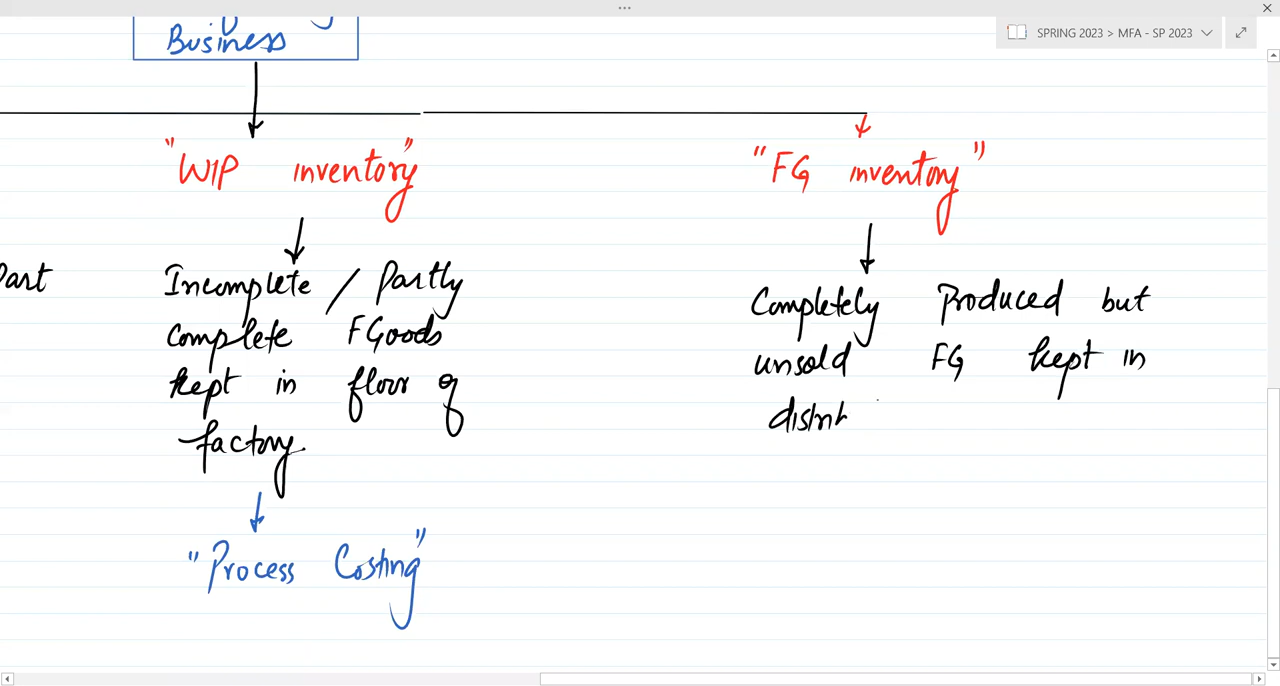 SPRING 2023 > MFA - SP 2023
Business
"WIP inventory"
"FG inventory"
Part
Incomplete / Partly
complete FGoods
kept in floor of
factory
Completely Produced but
unsold FG kept in
distrib
"Process Costing"